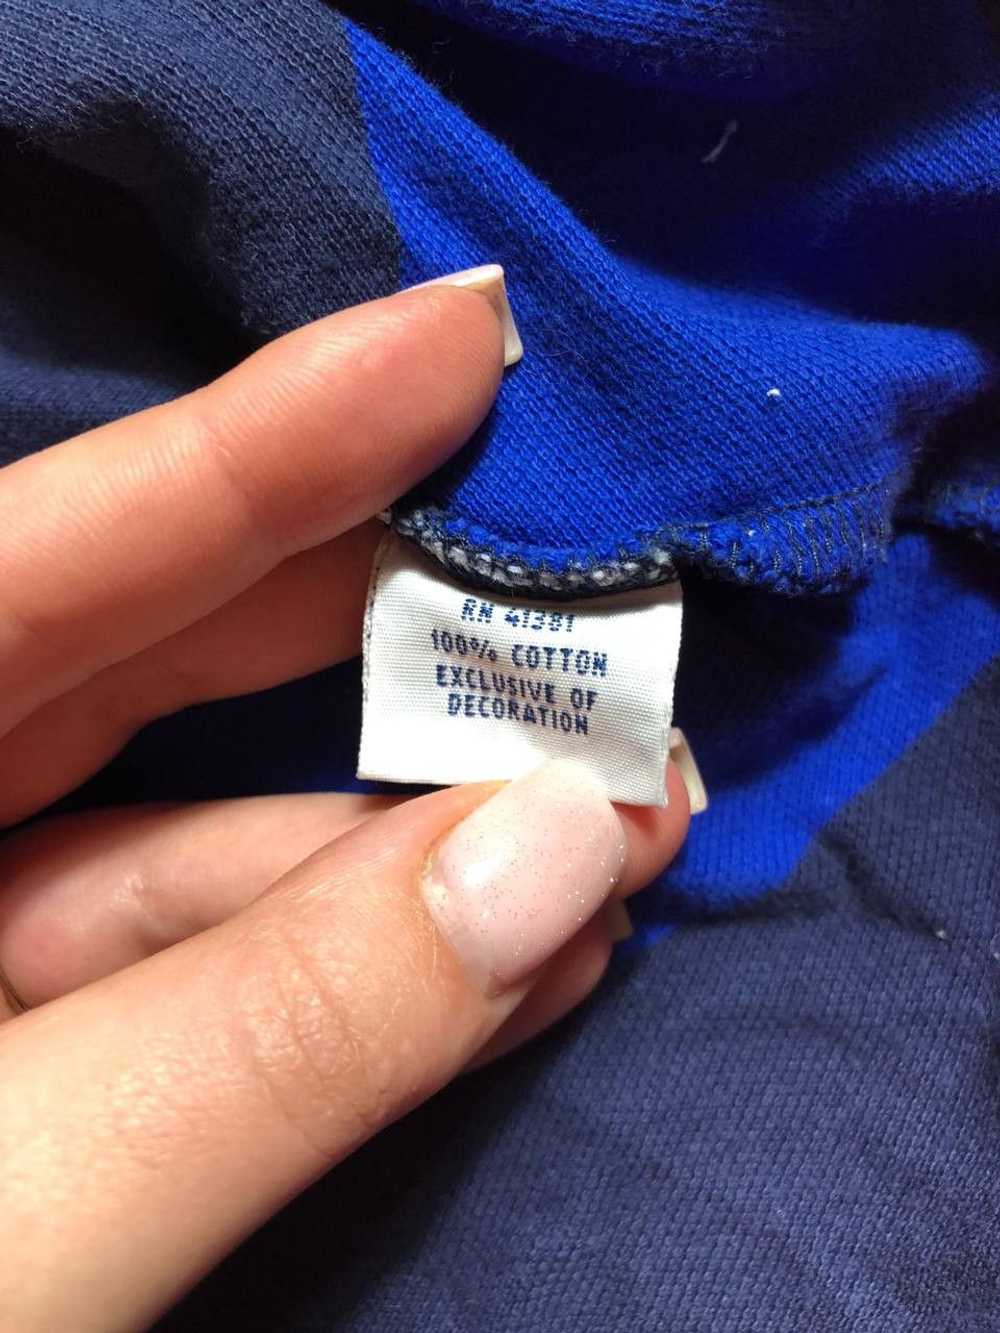 RN 41381
100% COTTON
EXCLUSIVE OF
DECORATION